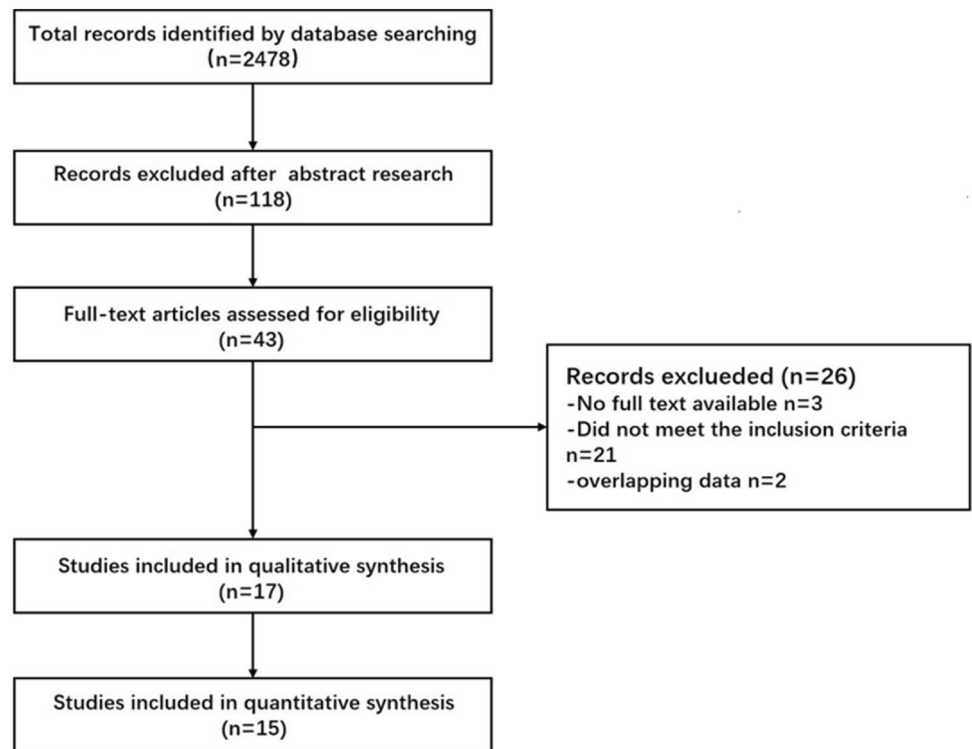 Total records identified by database searching
(n=2478)
Records excluded after abstract research
(n=118)
Full-text articles assessed for eligibility
(n=43)
Records exclueded (n=26)
-No full text available n=3
-Did not meet the inclusion criteria
n=21
-overlapping data n=2
Studies included in qualitative synthesis
(n=17)
Studies included in quantitative synthesis
(n=15)